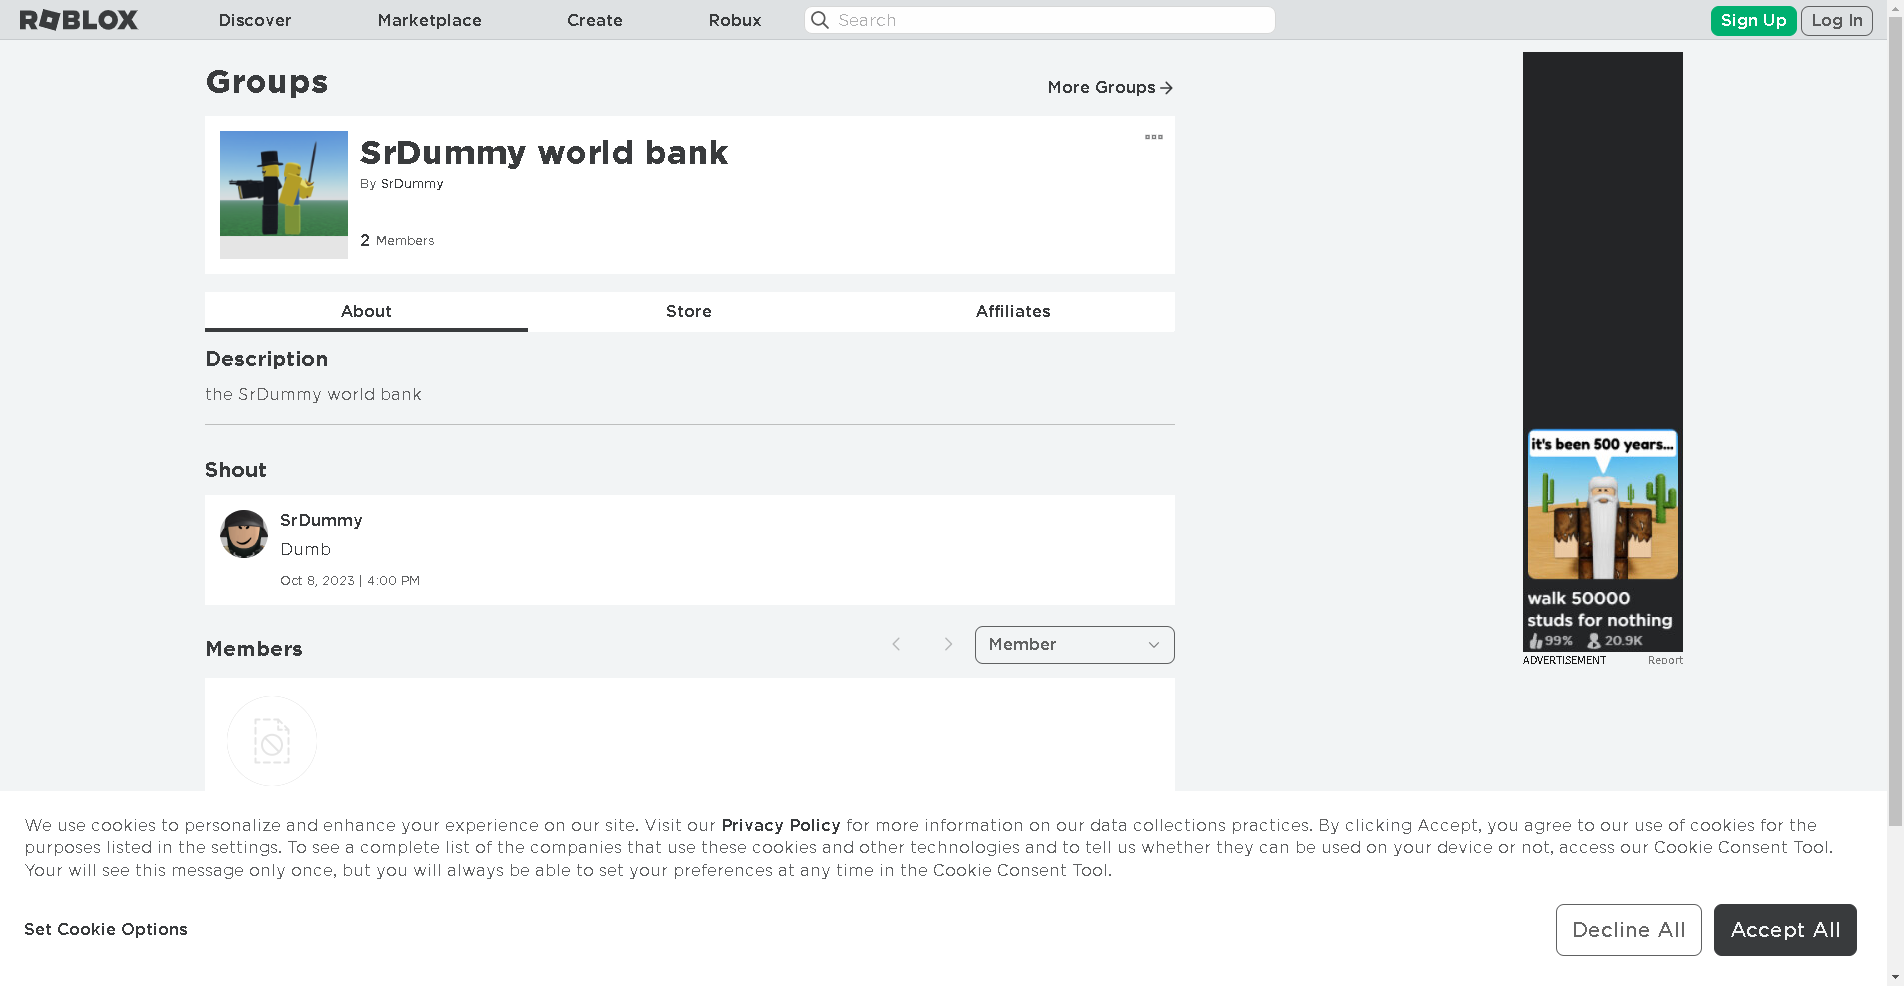 ROBLOX
Discover
Marketplace
Create
Robux
Search
Sign Up
Log In
Groups
More Groups
SrDummy world bank
By SrDummy
2 Members
About
Store
Affiliates
Description
the SrDummy world bank
Shout
SrDummy
Dumb
Oct 8, 2023 | 4:00 PM
Members
Member
it's been 500 years...
walk 50000
studs for nothing
99% 20.9K
ADVERTISEMENT
Report
We use cookies to personalize and enhance your experience on our site. Visit our Privacy Policy for more information on our data collections practices. By clicking Accept, you agree to our use of cookies for the
purposes listed in the settings. To see a complete list of the companies that use these cookies and other technologies and to tell us whether they can be used on your device or not, access our Cookie Consent Tool.
Your will see this message only once, but you will always be able to set your preferences at any time in the Cookie Consent Tool.
Set Cookie Options
Decline All
Accept All